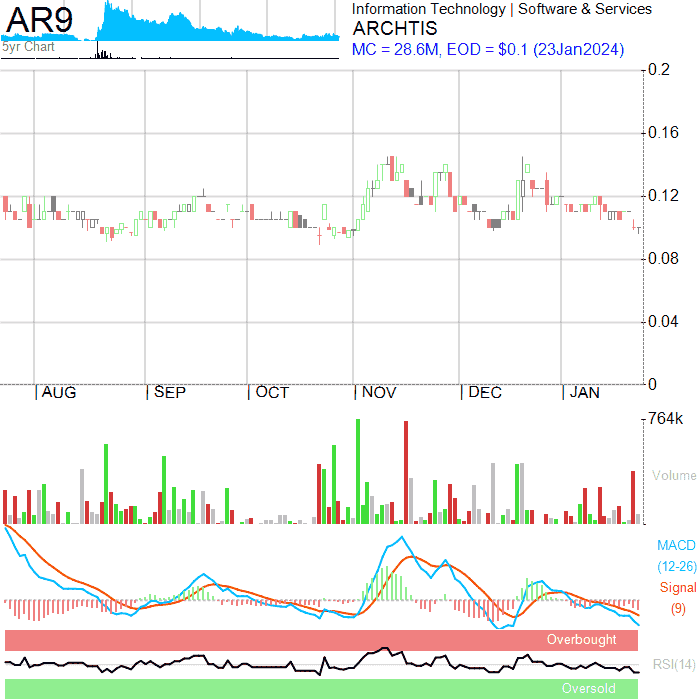 AR9
5yr Chart
Information Technology | Software & Services
ARCHTIS
MC = 28.6M, EOD = $0.1 (23Jan2024)
0.2
0.16
0.12
0.08
0.04
0
| AUG | SEP | OCT | NOV | DEC | JAN
764k
Volume
MACD
(12-26)
Signal
(9)
Overbought
RSI(14)
Oversold